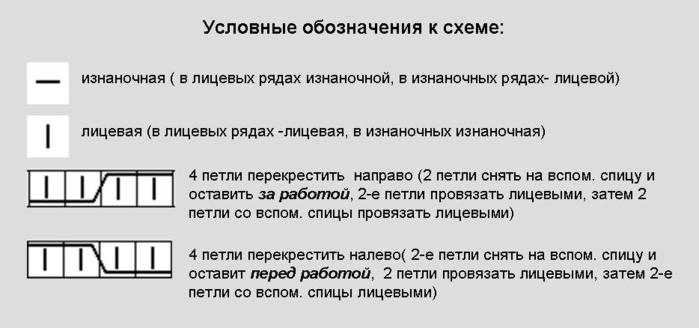 Условные обозначения к схеме:
изнаночная ( в лицевых рядах изнаночной, в изнаночных рядах- лицевой)
лицевая (в лицевых рядах -лицевая, в изнаночных изнаночная)
4 петли перекрестить направо (2 петли снять на вспом. спицу и
оставить за работой, 2-е петли провязать лицевыми, затем 2
петли со вспом. спицы провязать лицевыми)
4 петли перекрестить налево( 2-е петли снять на вспом. спицу и
оставит перед работой, 2 петли провязать лицевыми, затем 2-е
петли со вспом. спицы лицевыми)